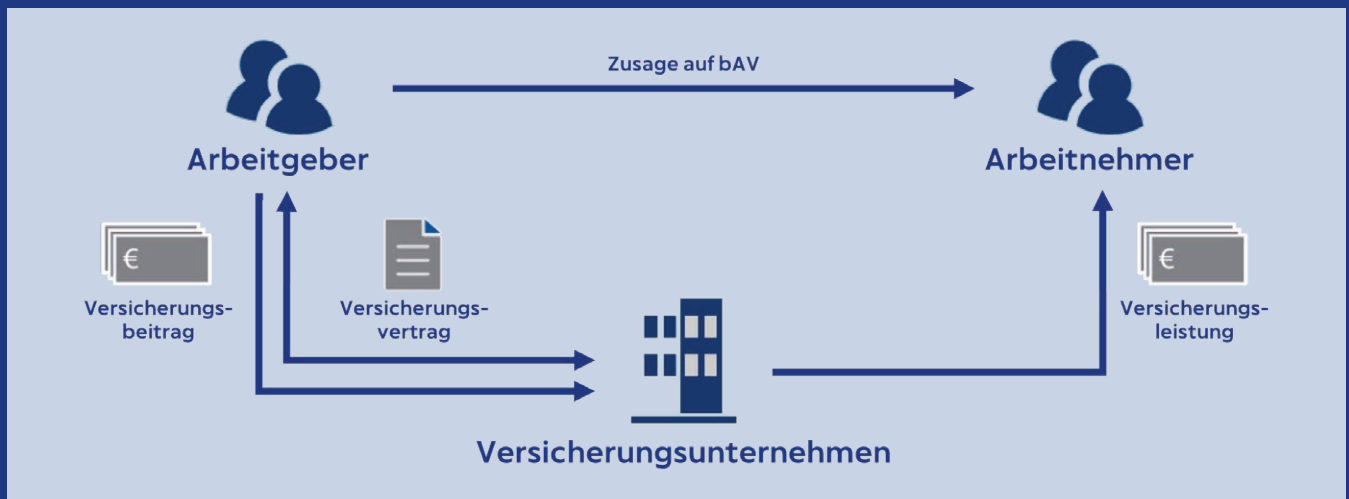 Zusage auf bAV
Arbeitgeber
Arbeitnehmer
€
Versicherungs-
beitrag
Versicherungs-
vertrag
€
Versicherungs-
leistung
Versicherungsunternehmen